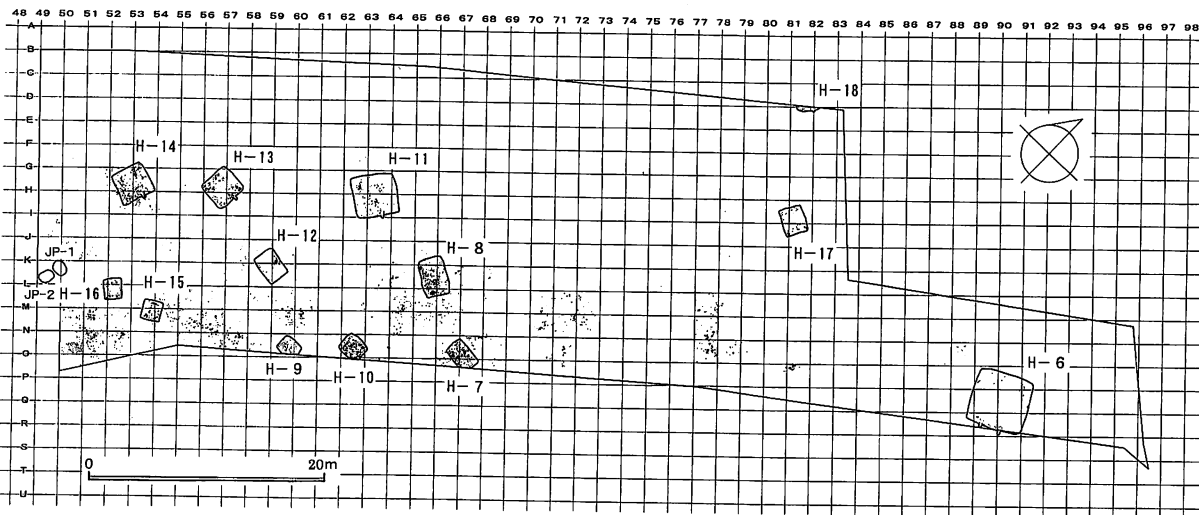 48 49 50 51 52 53 54 55 56 57 58 59 60 61 62 63 64 65 66 67 68 69 70 71 72 73 74 75 76 77 78 79 80 81 82 83 84 85 86 87 88 89 90 91 92 93 94 95 96 97 98
A
B
C
D
H-18
E
F
H-14
H-13
H-11
G
H
I
J
H-12
H-8
H-17
K
JP-1
L
JP-2
H-16
H-15
M
N
O
H-9
H-10
H-7
H-6
P
Q
R
S
T
U
0
20m